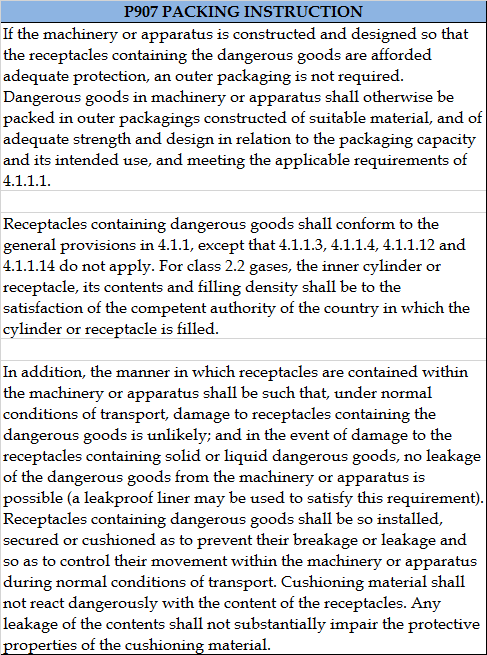 P907 PACKING INSTRUCTION
If the machinery or apparatus is constructed and designed so that
the receptacles containing the dangerous goods are afforded
adequate protection, an outer packaging is not required.
Dangerous goods in machinery or apparatus shall otherwise be
packed in outer packagings constructed of suitable material, and of
adequate strength and design in relation to the packaging capacity
and its intended use, and meeting the applicable requirements of
4.1.1.1.
Receptacles containing dangerous goods shall conform to the
general provisions in 4.1.1, except that 4.1.1.3, 4.1.1.4, 4.1.1.12 and
4.1.1.14 do not apply. For class 2.2 gases, the inner cylinder or
receptacle, its contents and filling density shall be to the
satisfaction of the competent authority of the country in which the
cylinder or receptacle is filled.
In addition, the manner in which receptacles are contained within
the machinery or apparatus shall be such that, under normal
conditions of transport, damage to receptacles containing the
dangerous goods is unlikely; and in the event of damage to the
receptacles containing solid or liquid dangerous goods, no leakage
of the dangerous goods from the machinery or apparatus is
possible (a leakproof liner may be used to satisfy this requirement).
Receptacles containing dangerous goods shall be so installed,
secured or cushioned as to prevent their breakage or leakage and
so as to control their movement within the machinery or apparatus
during normal conditions of transport. Cushioning material shall
not react dangerously with the content of the receptacles. Any
leakage of the contents shall not substantially impair the protective
properties of the cushioning material.